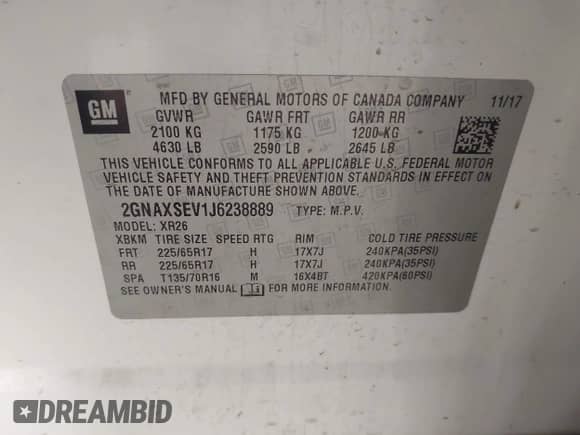 GM ® MFD BY GENERAL MOTORS OF CANADA COMPANY 11/17
GVWR GAWR FRT GAWR RR
2100 KG 1175 KG 1200 KG
4630 LB 2590 LB 2645 LB
THIS VEHICLE CONFORMS TO ALL APPLICABLE U.S. FEDERAL MOTOR
VEHICLE SAFETY AND THEFT PREVENTION STANDARDS IN EFFECT ON
THE DATE OF MANUFACTURE SHOWN ABOVE.
2GNAXSEV1J6238889 TYPE: M.P.V.
MODEL: XR26
XBKM TIRE SIZE SPEED RTG RIM COLD TIRE PRESSURE
FRT 225/65R17 H 17X7J 240KPA(35PSI)
RR 225/65R17 H 17X7J 240KPA(35PSI)
SPA T135/70R16 M 16X4BT 420KPA(60PSI)
SEE OWNER'S MANUAL FOR MORE INFORMATION.
DREAMBID